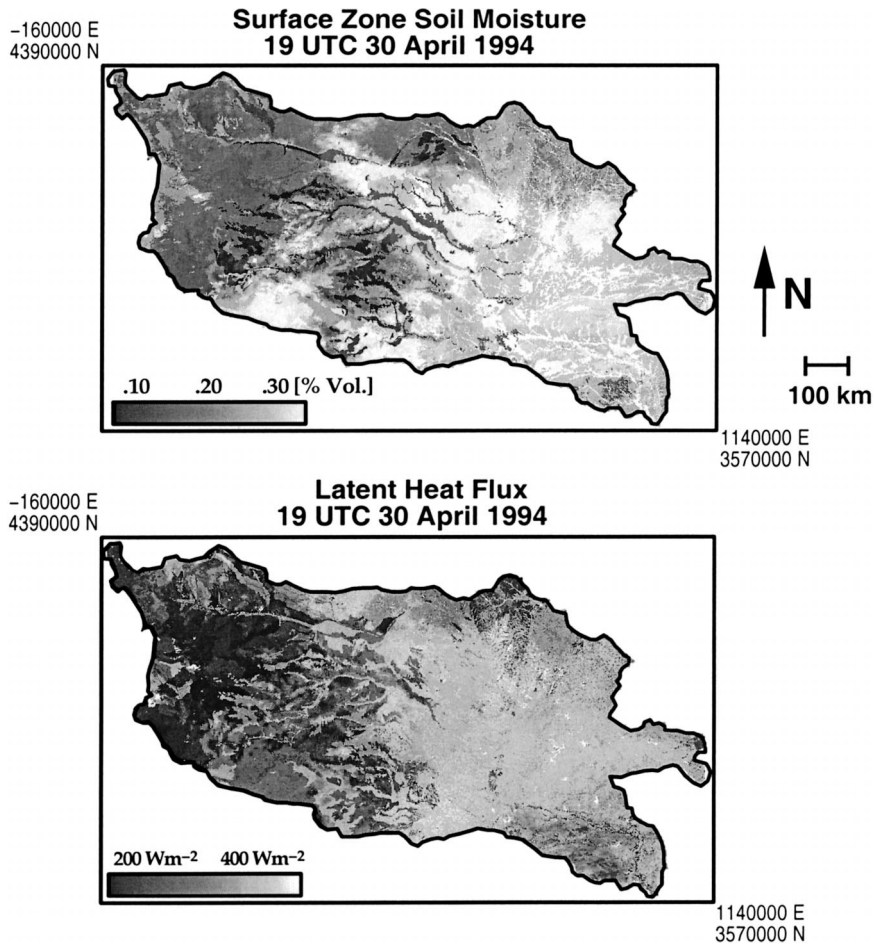 Surface Zone Soil Moisture
19 UTC 30 April 1994
−160000 E
4390000 N
N
100 km
.10 .20 .30 [% Vol.]
1140000 E
3570000 N
Latent Heat Flux
19 UTC 30 April 1994
−160000 E
4390000 N
200 Wm−2 400 Wm−2
1140000 E
3570000 N